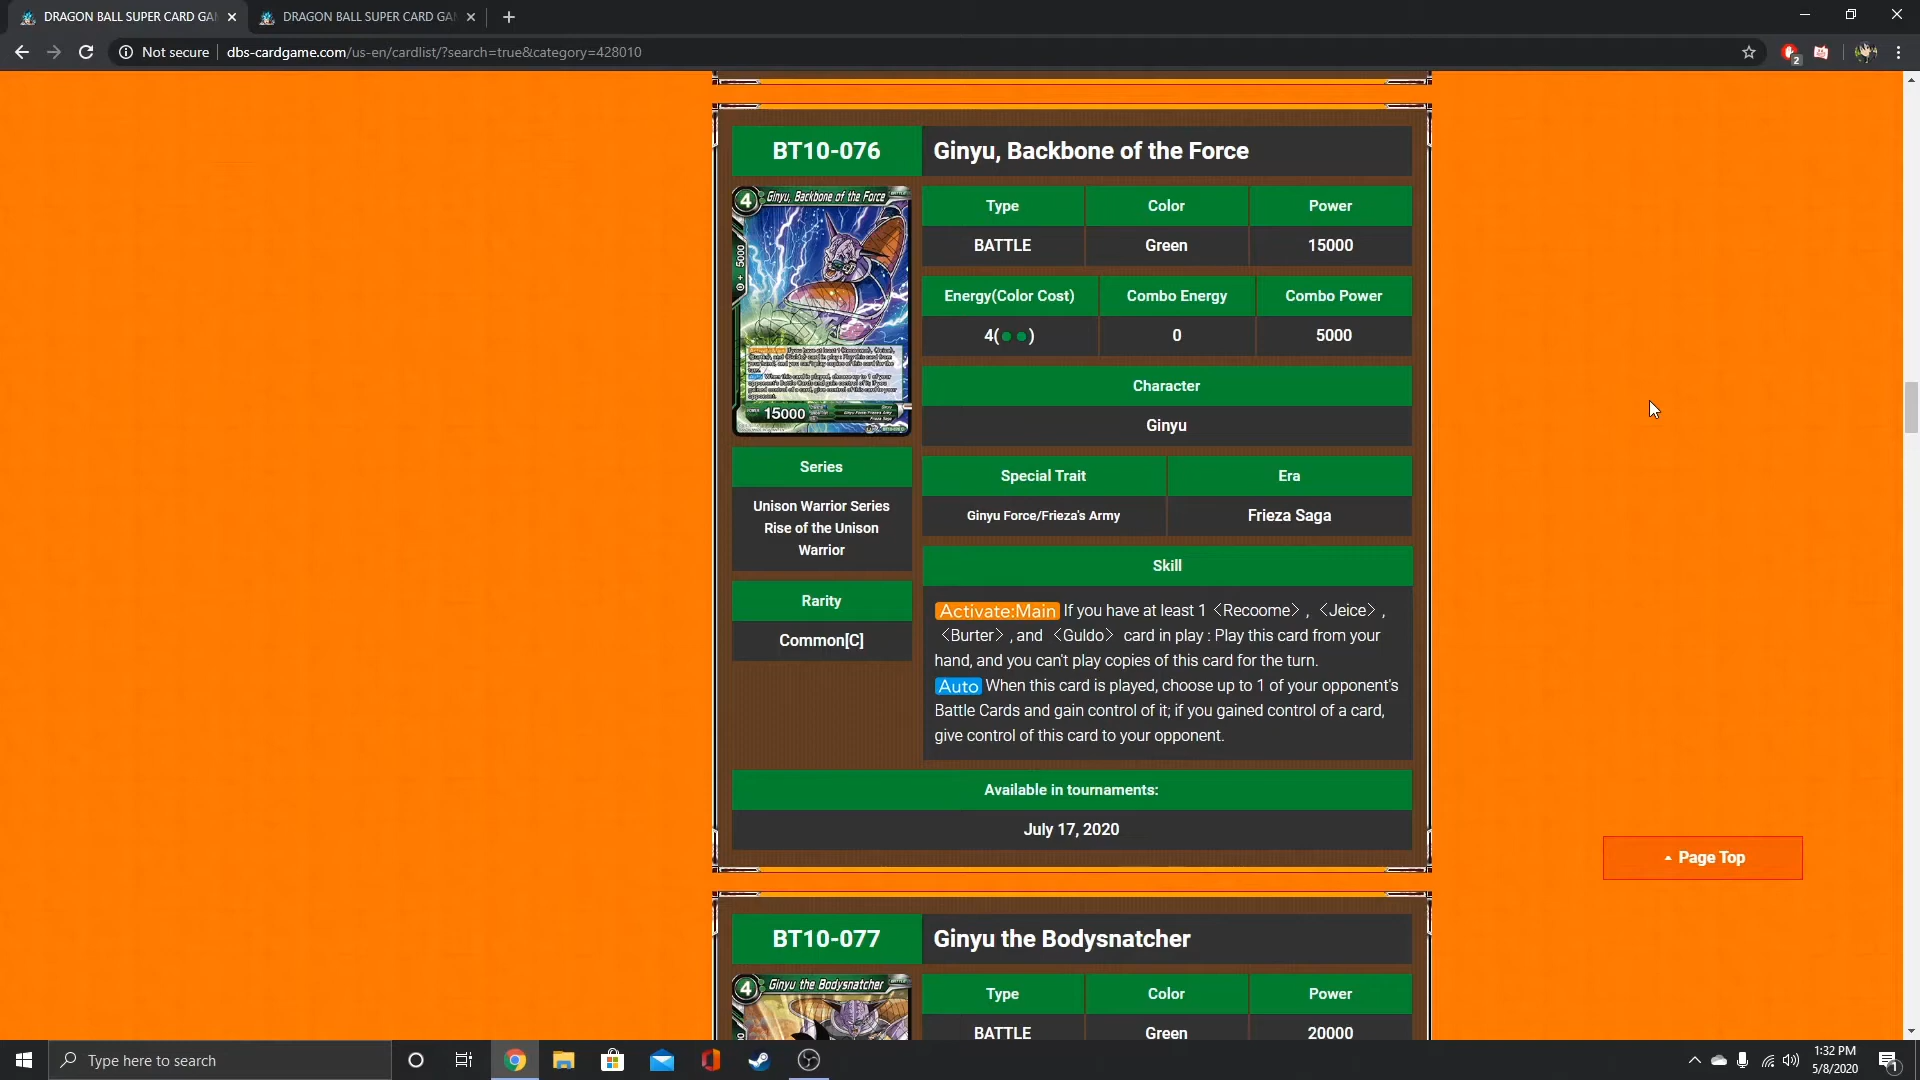 DRAGON BALL SUPER CARD GA
DRAGON BALL SUPER CARD GA
Not secure
dbs-cardgame.com/us-en/cardlist/?search=true&category=428010
2
BT10-076
Ginyu, Backbone of the Force
4
Ginyu, Backbone of the Force
5000
15000
Type
Color
Power
BATTLE
Green
15000
Energy(Color Cost)
Combo Energy
Combo Power
4(●●)
0
5000
Character
Ginyu
Series
Unison Warrior Series
Rise of the Unison
Warrior
Special Trait
Era
Ginyu Force/Frieza's Army
Frieza Saga
Rarity
Common[C]
Skill
Activate:Main If you have at least 1〈Recoome〉,〈Jeice〉,
〈Burter〉, and 〈Guldo〉 card in play : Play this card from your
hand, and you can't play copies of this card for the turn.
Auto When this card is played, choose up to 1 of your opponent's
Battle Cards and gain control of it; if you gained control of a card,
give control of this card to your opponent.
Available in tournaments:
July 17, 2020
Page Top
BT10-077
Ginyu the Bodysnatcher
4
Ginyu the Bodysnatcher
Type
Color
Power
BATTLE
Green
20000
Type here to search
1:32 PM
5/8/2020
1